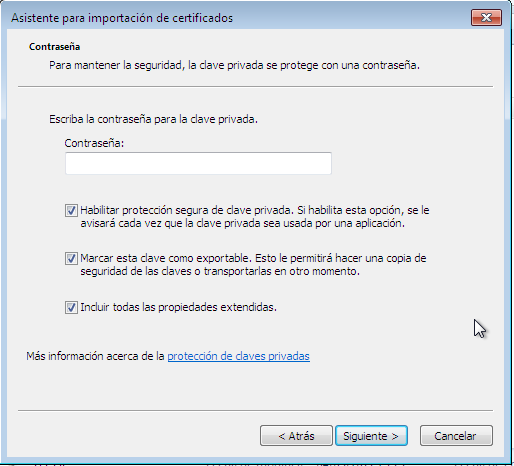 Asistente para importación de certificados
Contraseña
Para mantener la seguridad, la clave privada se protege con una contraseña.
Escriba la contraseña para la clave privada.
Contraseña:
Habilitar protección segura de clave privada. Si habilita esta opción, se le
avisará cada vez que la clave privada sea usada por una aplicación.
Marcar esta clave como exportable. Esto le permitirá hacer una copia de
seguridad de las claves o transportarlas en otro momento.
Incluir todas las propiedades extendidas.
Más información acerca de la protección de claves privadas
< Atrás Siguiente > Cancelar